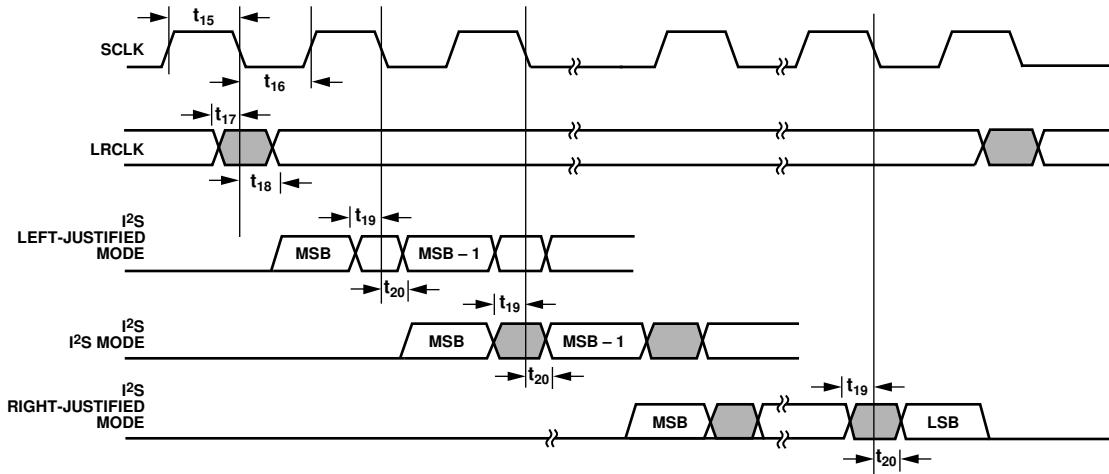 t15
SCLK
t16
t17
LRCLK
t18
I²S
LEFT-JUSTIFIED
MODE
t19
MSB
MSB – 1
t20
I²S
I²S MODE
t19
MSB
MSB – 1
t20
I²S
RIGHT-JUSTIFIED
MODE
t19
MSB
LSB
t20